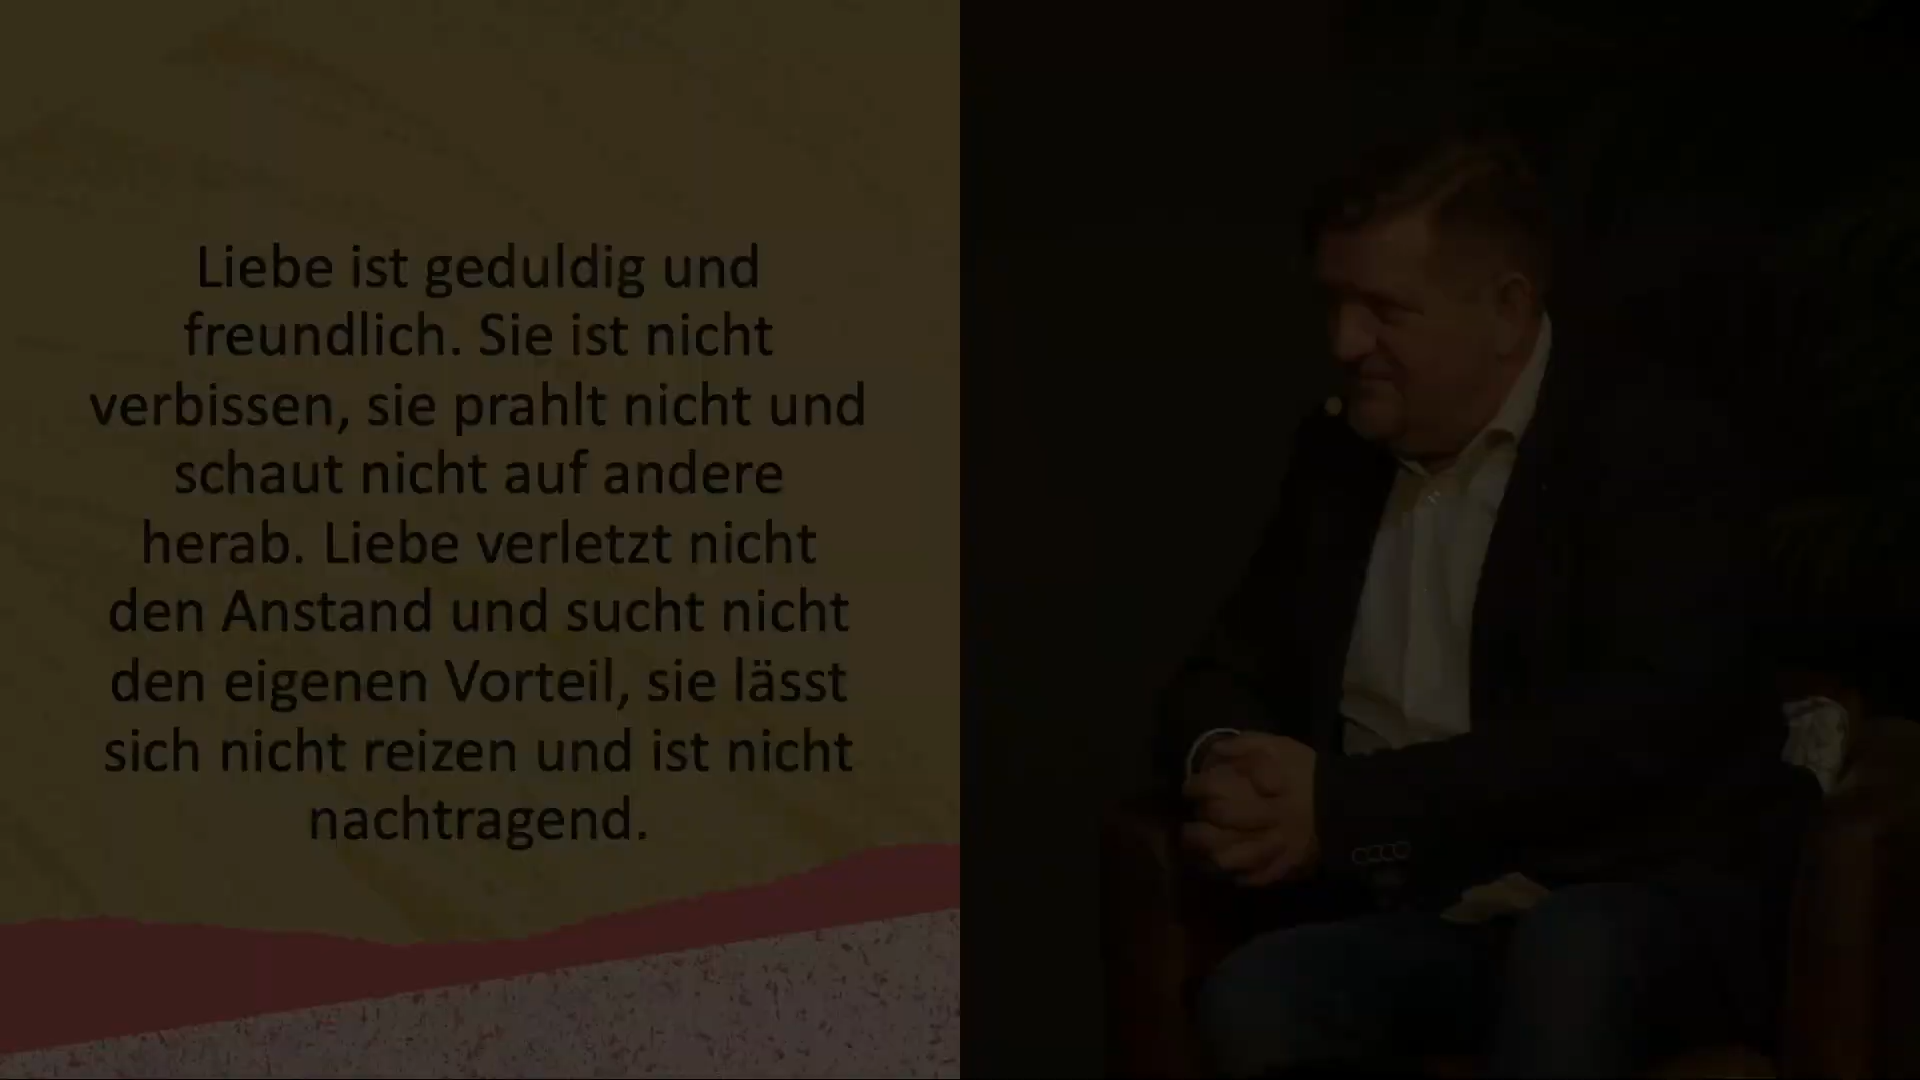 Liebe ist geduldig und
freundlich. Sie ist nicht
verbissen, sie prahlt nicht und
schaut nicht auf andere
herab. Liebe verletzt nicht
den Anstand und sucht nicht
den eigenen Vorteil, sie lässt
sich nicht reizen und ist nicht
nachtragend.